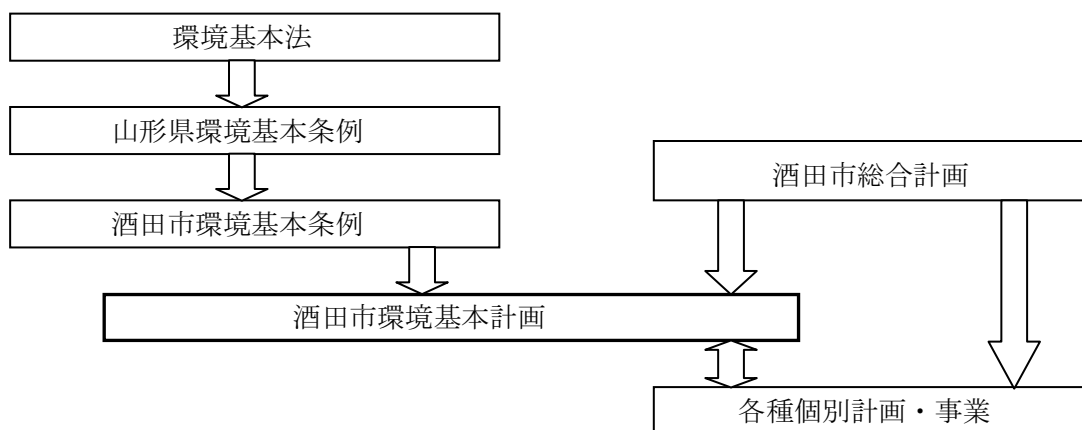 環境基本法
山形県環境基本条例
酒田市総合計画
酒田市環境基本条例
酒田市環境基本計画
各種個別計画・事業